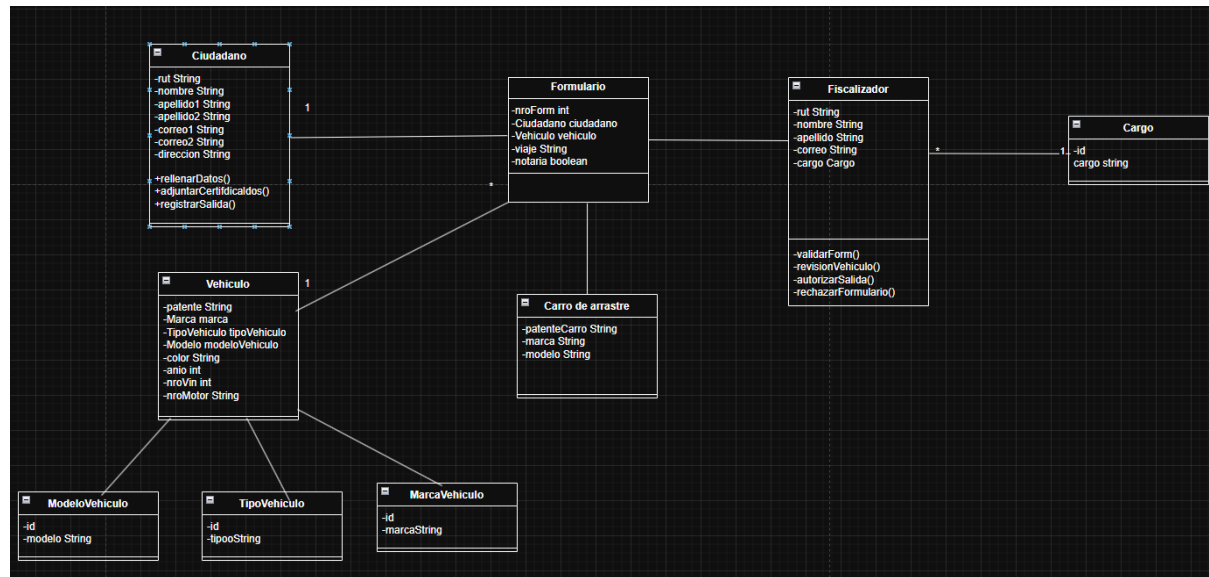 Ciudadano
-rut String
-nombre String
-apellido1 String
-apellido2 String
-correo1 String
-correo2 String
-direccion String
+rellenarDatos()
+adjuntarCertifdicaldos()
+registrarSalida()
1
Formulario
-nroForm int
-Ciudadano ciudadano
-Vehiculo vehiculo
-viaje String
-notaria boolean
*
Fiscalizador
-rut String
-nombre String
-apellido String
-correo String
-cargo Cargo
-validarForm()
-revisionVehiculo()
-autorizarSalida()
-rechazarFormulario()
*
1..
Cargo
-id
cargo string
Vehiculo
-patente String
-Marca marca
-TipoVehiculo tipoVehiculo
-Modelo modeloVehiculo
-color String
-anio int
-nroVin int
-nroMotor String
1
Carro de arrastre
-patenteCarro String
-marca String
-modelo String
ModeloVehiculo
-id
-modelo String
TipoVehiculo
-id
-tipooString
MarcaVehiculo
-id
-marcaString